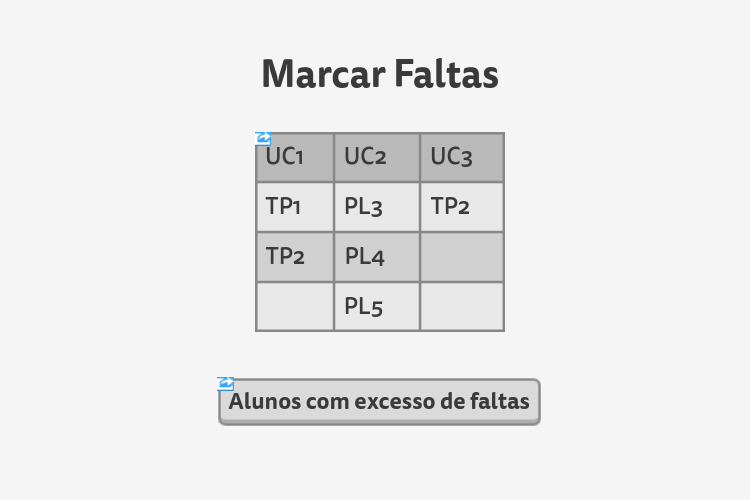 Marcar Faltas
UC1 UC2 UC3
TP1 PL3 TP2
TP2 PL4
PL5
Alunos com excesso de faltas